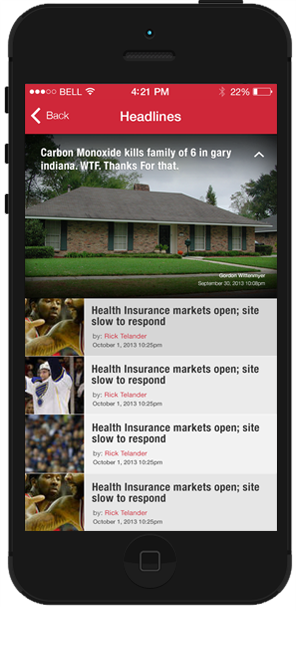 BELL 4:21 PM 22%
Back Headlines
Carbon Monoxide kills family of 6 in gary
indiana. WTF. Thanks For that.
Gordon Wittenmyer
September 30, 2013 10:08pm
Health Insurance markets open; site
slow to respond
by: Rick Telander
October 1, 2013 10:25pm
Health Insurance markets open; site
slow to respond
by: Rick Telander
October 1, 2013 10:25pm
Health Insurance markets open; site
slow to respond
by: Rick Telander
October 1, 2013 10:25pm
Health Insurance markets open; site
slow to respond
by: Rick Telander
October 1, 2013 10:25pm